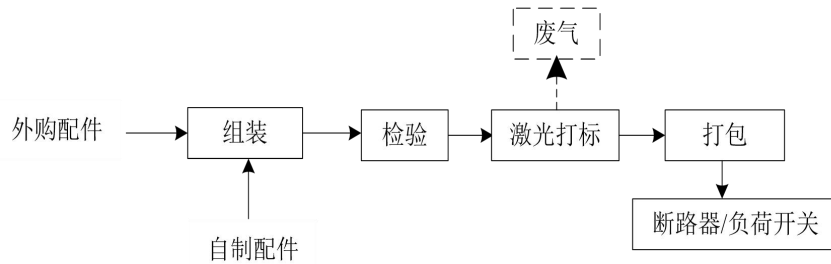 废气
外购配件
组装
检验
激光打标
打包
断路器/负荷开关
自制配件